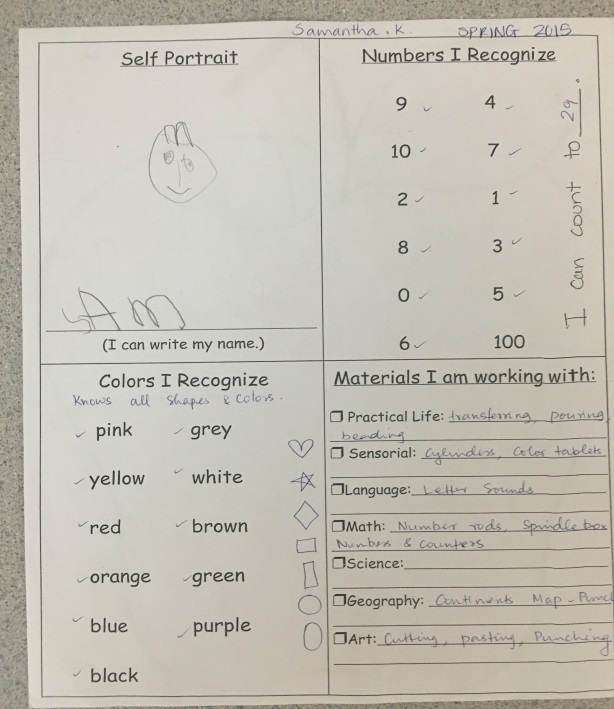 Samantha . K SPRING 2015
Self Portrait
SAM
(I can write my name.)
Numbers I Recognize
9 4
10 7
2 1
8 3
0 5
6 100
I can count to 29.
Colors I Recognize
Knows all shapes & colors.
pink grey
yellow white
red brown
orange green
blue purple
black
Materials I am working with:
Practical Life: transferring, pouring,
beading
Sensorial: Cylinders, Color tablets
Language: Letter Sounds
Math: Number rods, Spindle box
Numbers & Counters
Science:
Geography: Continents Map - Punc
Art: Cutting, pasting, Punching